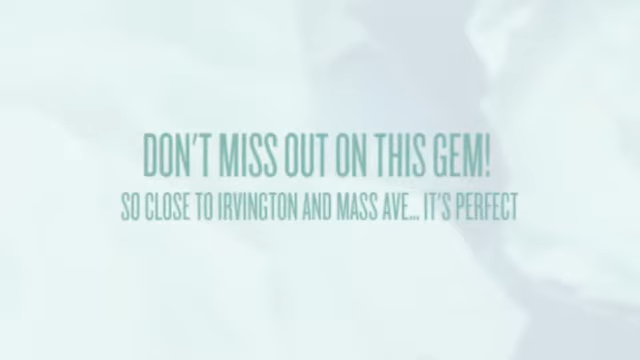 DON'T MISS OUT ON THIS GEM!
SO CLOSE TO IRVINGTON AND MASS AVE... IT'S PERFECT